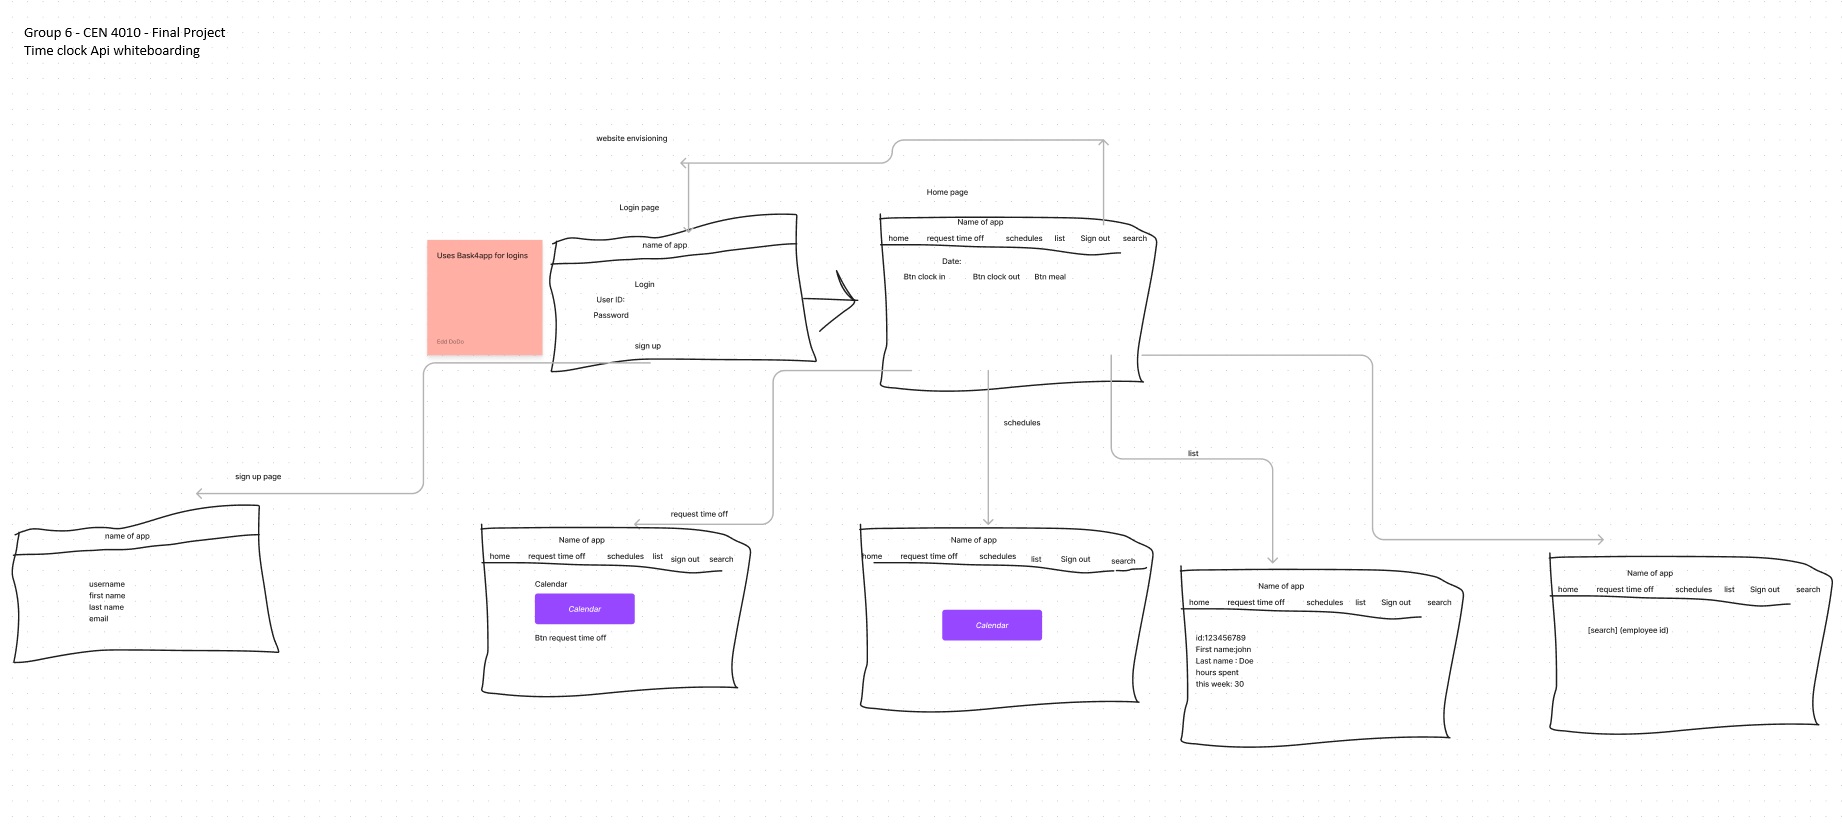 Group 6 - CEN 4010 - Final Project
Time clock Api whiteboarding
website envisioning
Login page
Home page
Uses Bask4app for logins
Edd DoDo
name of app
Login
User ID:
Password
sign up
Name of app
home request time off schedules list Sign out search
Date:
Btn clock in Btn clock out Btn meal
schedules
list
sign up page
request time off
name of app
username
first name
last name
email
Name of app
home request time off schedules list sign out search
Calendar
Calendar
Btn request time off
Name of app
home request time off schedules list Sign out search
Calendar
Name of app
home request time off schedules list Sign out search
id:123456789
First name:john
Last name : Doe
hours spent
this week: 30
Name of app
home request time off schedules list Sign out search
[search] (employee id)